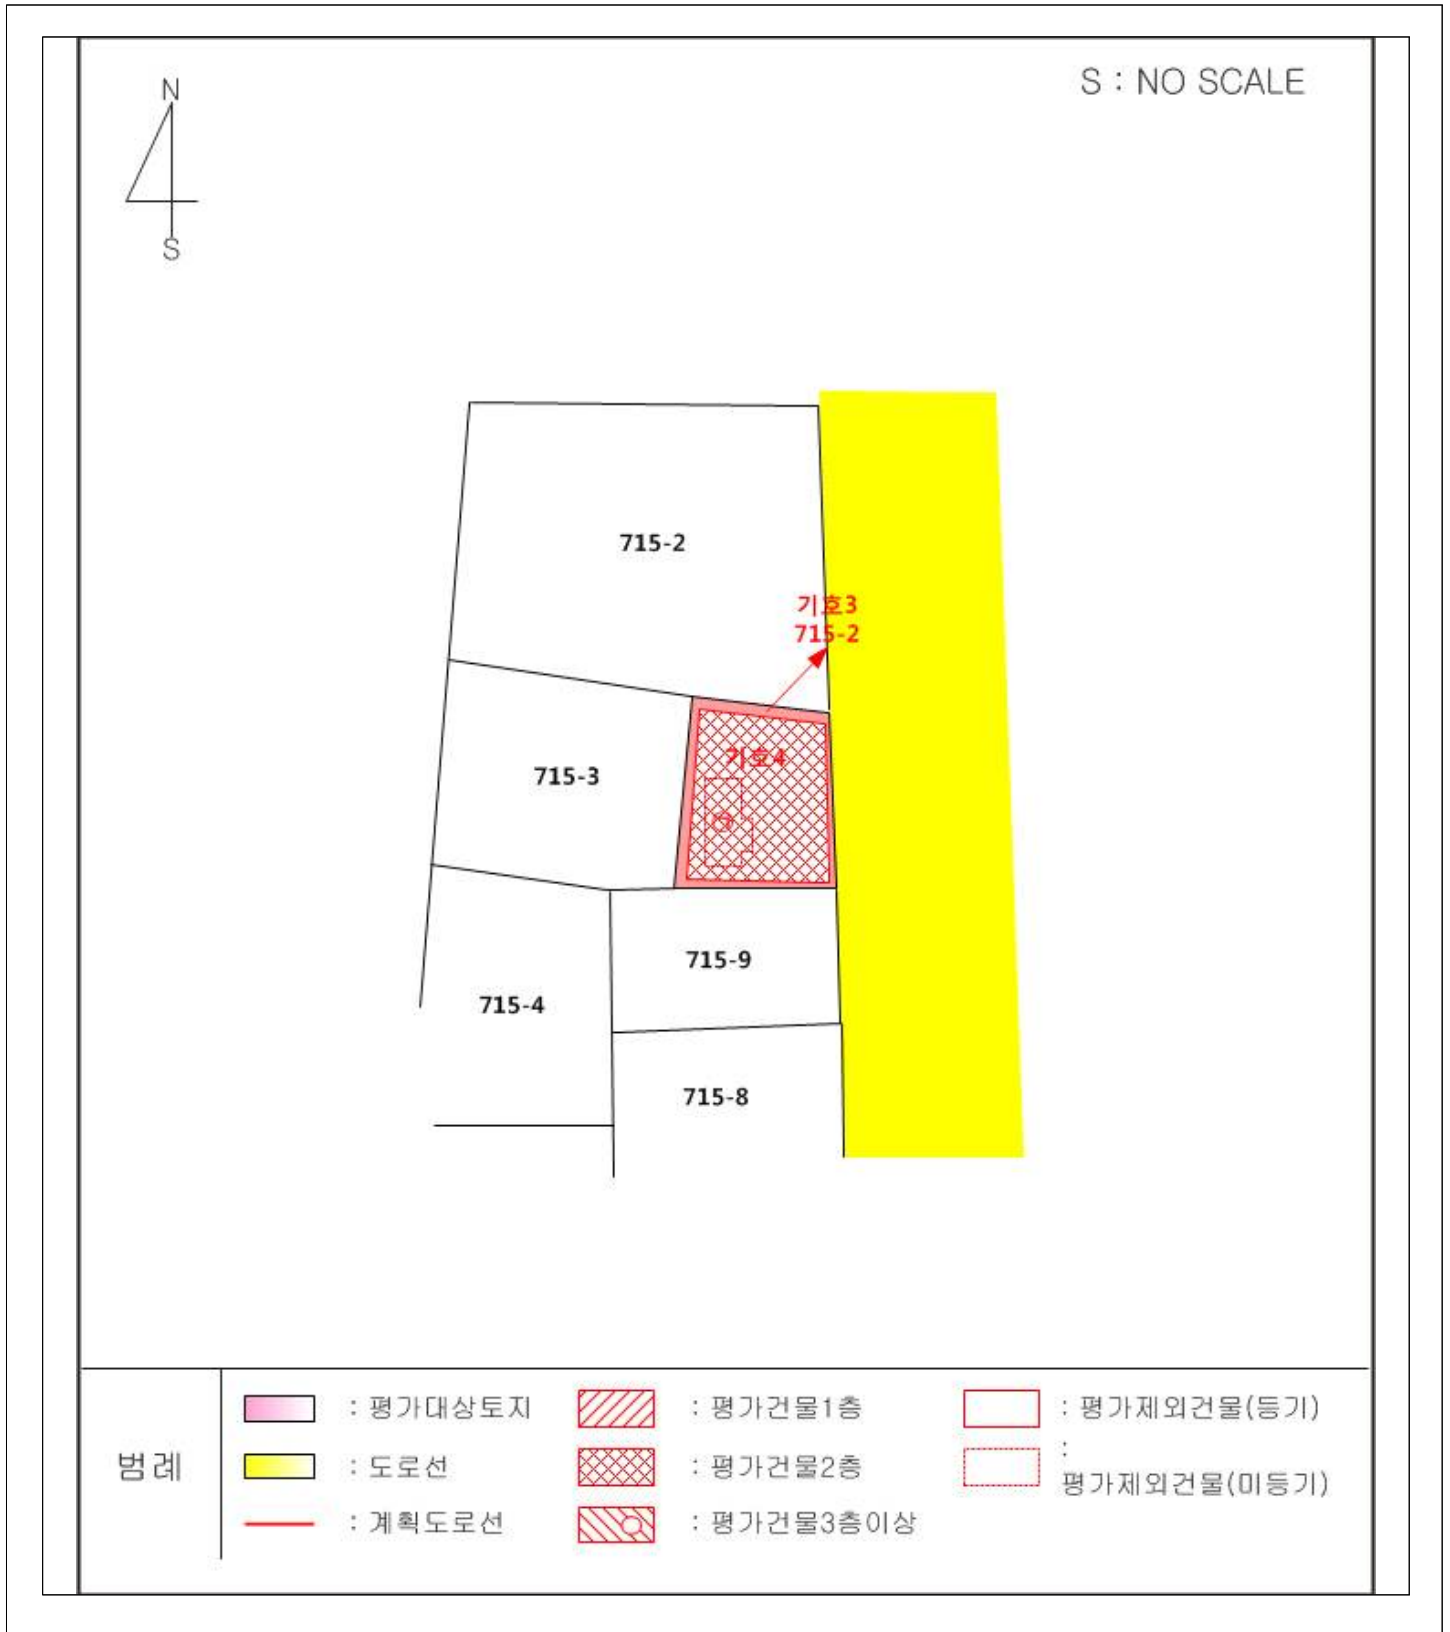 N
S : NO SCALE
S
715-2
기호3
715-2
기호4
715-3
㉠
715-9
715-4
715-8
범례
: 평가대상토지
: 평가건물1층
: 평가제외건물(등기)
: 도로선
: 평가건물2층
:
평가제외건물(미등기)
: 계획도로선
: 평가건물3층이상